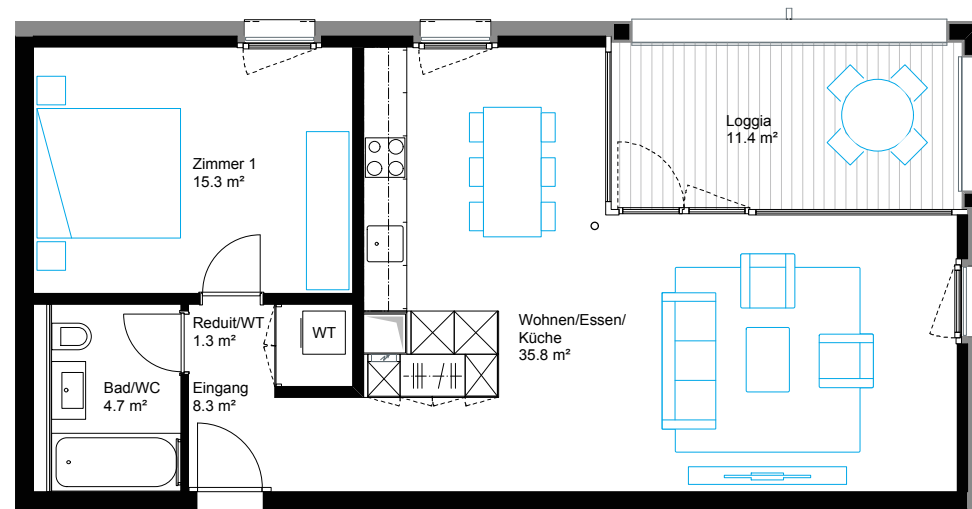 Loggia
11.4 m²
Zimmer 1
15.3 m²
Reduit/WT
1.3 m²
WT
Wohnen/Essen/
Küche
35.8 m²
Bad/WC
4.7 m²
Eingang
8.3 m²